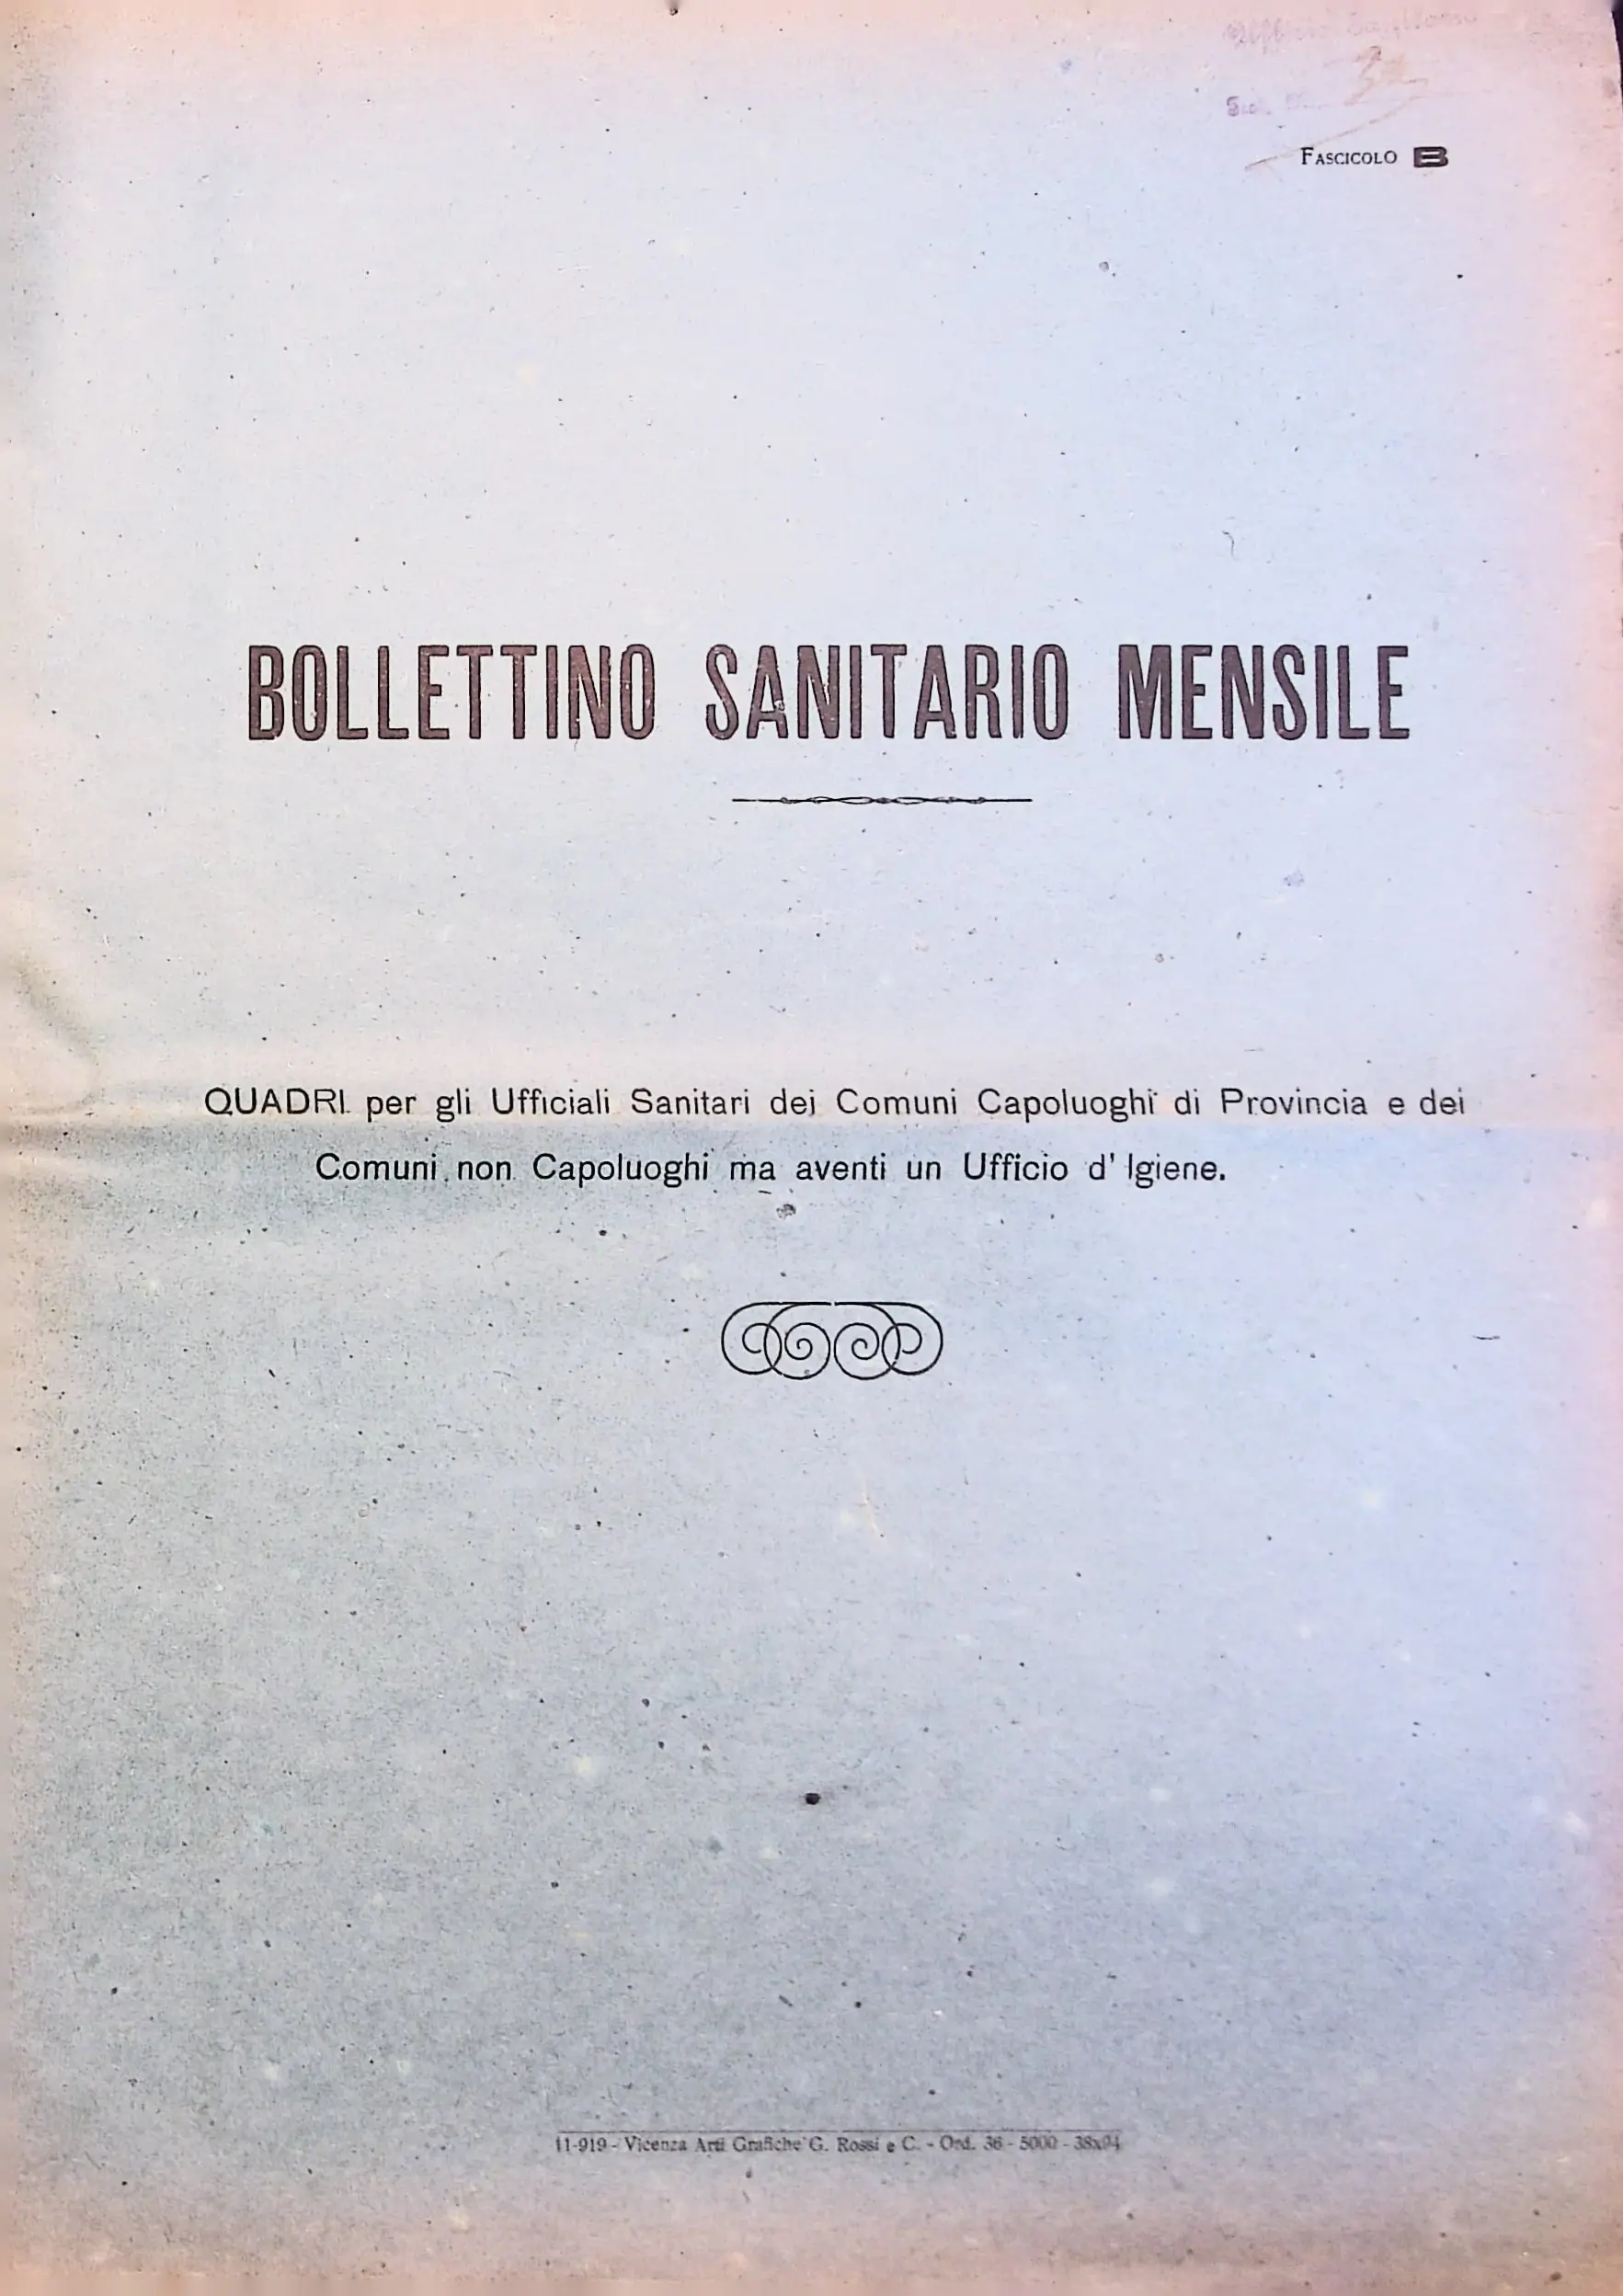 FASCICOLO B
BOLLETTINO SANITARIO MENSILE
QUADRI per gli Ufficiali Sanitari dei Comuni Capoluoghi di Provincia e dei
Comuni non Capoluoghi ma aventi un Ufficio d' Igiene.
11-919 - Vicenza Arti Grafiche G. Rossi e C. - Ord. 36 - 5000 -